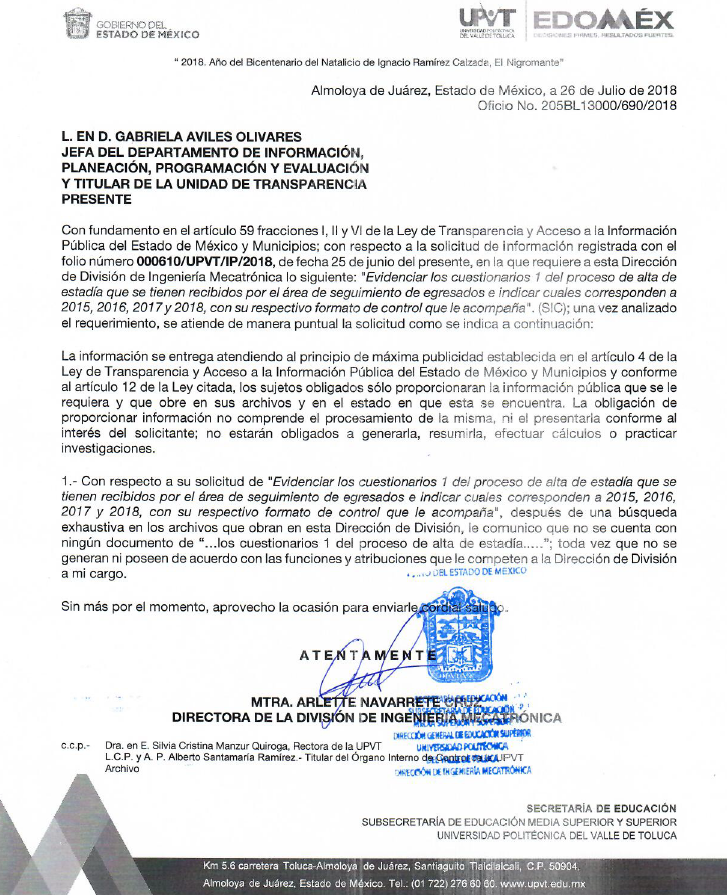 GOBIERNO DEL
ESTADO DE MÉXICO
UPVT
UNIVERSIDAD POLITÉCNICA
DEL VALLE DE TOLUCA
EDOMÉX
DECISIONES FIRMES, RESULTADOS FUERTES.
" 2018. Año del Bicentenario del Natalicio de Ignacio Ramírez Calzada, El Nigromante"
Almoloya de Juárez, Estado de México, a 26 de Julio de 2018
Oficio No. 205BL13000/690/2018
L. EN D. GABRIELA AVILES OLIVARES
JEFA DEL DEPARTAMENTO DE INFORMACIÓN,
PLANEACIÓN, PROGRAMACIÓN Y EVALUACIÓN
Y TITULAR DE LA UNIDAD DE TRANSPARENCIA
PRESENTE
Con fundamento en el artículo 59 fracciones I, II y VI de la Ley de Transparencia y Acceso a la Información
Pública del Estado de México y Municipios; con respecto a la solicitud de información registrada con el
folio número 000610/UPVT/IP/2018, de fecha 25 de junio del presente, en la que requiere a esta Dirección
de División de Ingeniería Mecatrónica lo siguiente: "Evidenciar los cuestionarios 1 del proceso de alta de
estadía que se tienen recibidos por el área de seguimiento de egresados e indicar cuales corresponden a
2015, 2016, 2017 y 2018, con su respectivo formato de control que le acompaña". (SIC); una vez analizado
el requerimiento, se atiende de manera puntual la solicitud como se indica a continuación:
La información se entrega atendiendo al principio de máxima publicidad establecida en el artículo 4 de la
Ley de Transparencia y Acceso a la Información Pública del Estado de México y Municipios y conforme
al artículo 12 de la Ley citada, los sujetos obligados sólo proporcionaran la información pública que se le
requiera y que obre en sus archivos y en el estado en que esta se encuentra. La obligación de
proporcionar información no comprende el procesamiento de la misma, ni el presentarla conforme al
interés del solicitante; no estarán obligados a generarla, resumirla, efectuar cálculos o practicar
investigaciones.
1.- Con respecto a su solicitud de "Evidenciar los cuestionarios 1 del proceso de alta de estadía que se
tienen recibidos por el área de seguimiento de egresados e indicar cuales corresponden a 2015, 2016,
2017 y 2018, con su respectivo formato de control que le acompaña", después de una búsqueda
exhaustiva en los archivos que obran en esta Dirección de División, le comunico que no se cuenta con
ningún documento de "...los cuestionarios 1 del proceso de alta de estadía....."; toda vez que no se
generan ni poseen de acuerdo con las funciones y atribuciones que le competen a la Dirección de División
a mi cargo.
DEL ESTADO DE MÉXICO
Sin más por el momento, aprovecho la ocasión para enviarle cordial saludo.
ATENTAMENTE
MTRA. ARLETTE NAVARRETE CRUZ
DIRECTORA DE LA DIVISIÓN DE INGENIERÍA MECATRÓNICA
DIRECCIÓN GENERAL DE EDUCACIÓN SUPERIOR
UNIVERSIDAD POLITÉCNICA
DIRECCIÓN DE INGENIERÍA MECATRÓNICA
c.c.p.- Dra. en E. Silvia Cristina Manzur Quiroga, Rectora de la UPVT
L.C.P. y A. P. Alberto Santamaría Ramírez.- Titular del Órgano Interno de Control de la UPVT
Archivo
SECRETARÍA DE EDUCACIÓN
SUBSECRETARÍA DE EDUCACIÓN MEDIA SUPERIOR Y SUPERIOR
UNIVERSIDAD POLITÉCNICA DEL VALLE DE TOLUCA
Km 5.6 carretera Toluca-Almoloya de Juárez, Santiaguito Tlalcilalcali, C.P. 50904,
Almoloya de Juárez, Estado de México. Tel.: (01 722) 276 60 60. www.upvt.edu.mx